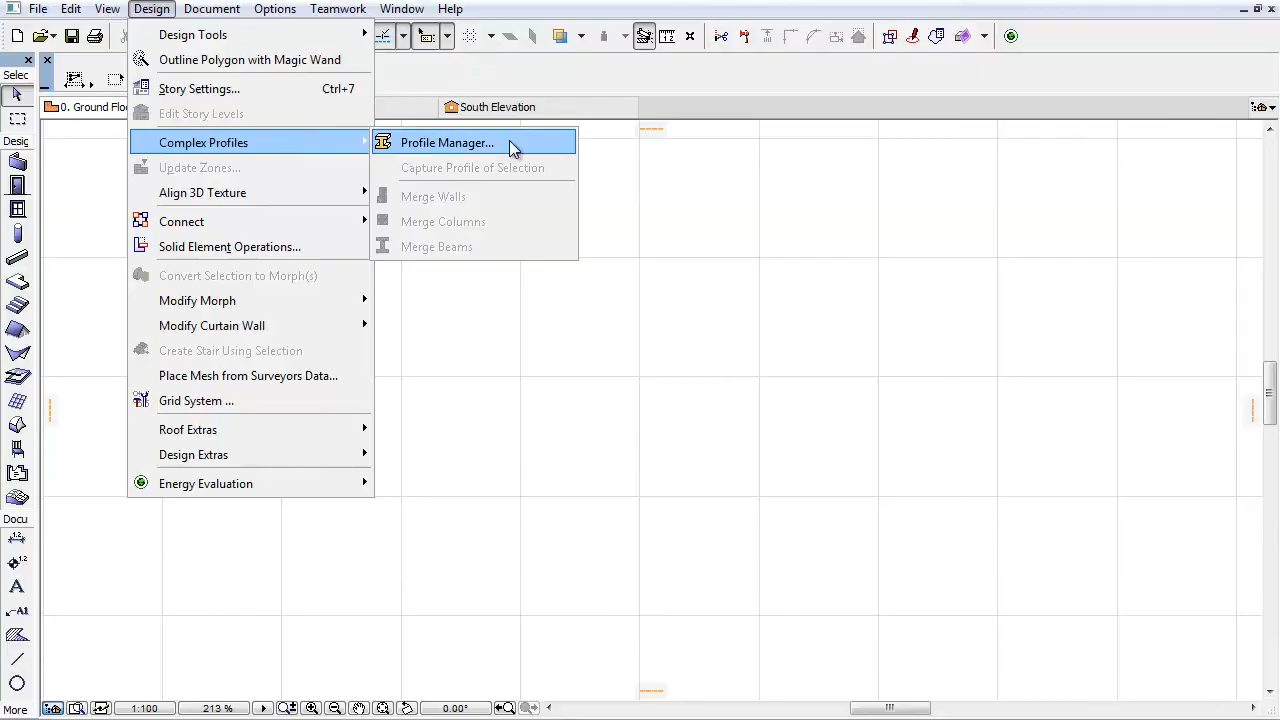 File Edit View Design Document Options Teamwork Window Help
Selec
Desig
Docu
More
Design Tools
Outline Polygon with Magic Wand
Story Settings... Ctrl+7
Edit Story Levels
Complex Profiles
Update Zones...
Align 3D Texture
Connect
Solid Element Operations...
Convert Selection to Morph(s)
Modify Morph
Modify Curtain Wall
Create Stair Using Selection
Place Mesh from Surveyors Data...
Grid System ...
Roof Extras
Design Extras
Energy Evaluation
Profile Manager...
Capture Profile of Selection
Merge Walls
Merge Columns
Merge Beams
0. Ground Flo
South Elevation
1:100 213 % 0.00°